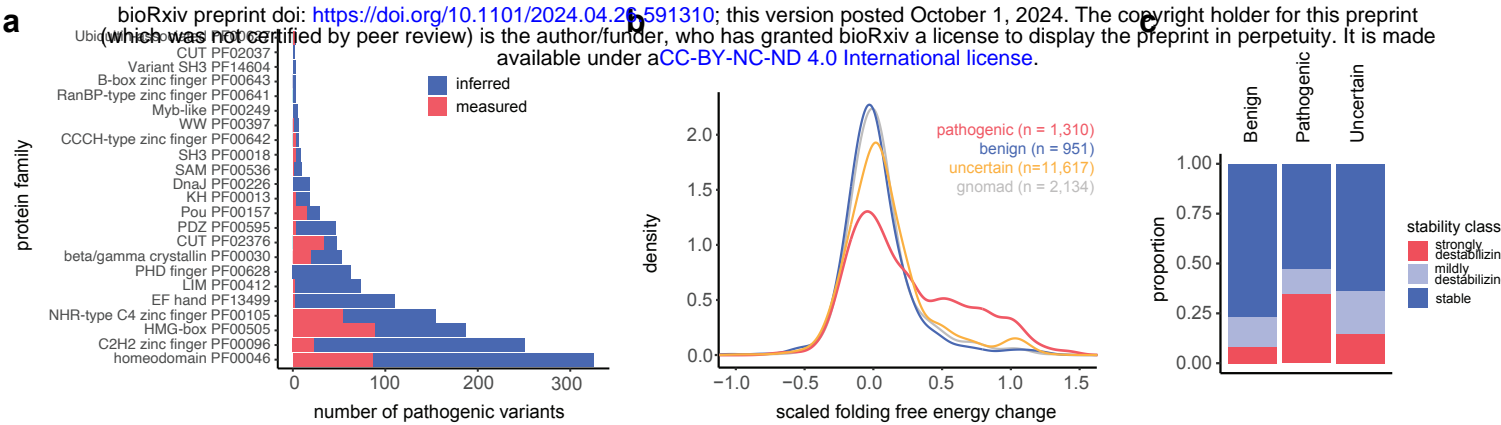 bioRxiv preprint doi: https://doi.org/10.1101/2024.04.26.591310; this version posted October 1, 2024. The copyright holder for this preprint
(which was not certified by peer review) is the author/funder, who has granted bioRxiv a license to display the preprint in perpetuity. It is made
available under aCC-BY-NC-ND 4.0 International license.
a
protein family
CUT PF02037
Variant SH3 PF14604
B-box zinc finger PF00643
RanBP-type zinc finger PF00641
Myb-like PF00249
WW PF00397
CCCH-type zinc finger PF00642
SH3 PF00018
SAM PF00536
DnaJ PF00226
KH PF00013
Pou PF00157
PDZ PF00595
CUT PF02376
beta/gamma crystallin PF00030
PHD finger PF00628
LIM PF00412
EF hand PF13499
NHR-type C4 zinc finger PF00105
HMG-box PF00505
C2H2 zinc finger PF00096
homeodomain PF00046
0 100 200 300
number of pathogenic variants
inferred
measured
b
density
2.0
1.5
1.0
0.5
0.0
−1.0 −0.5 0.0 0.5 1.0 1.5
scaled folding free energy change
pathogenic (n = 1,310)
benign (n = 951)
uncertain (n=11,617)
gnomad (n = 2,134)
c
Benign
Pathogenic
Uncertain
proportion
1.00
0.75
0.50
0.25
0.00
stability class
strongly
destabilizin
mildly
destabilizin
stable